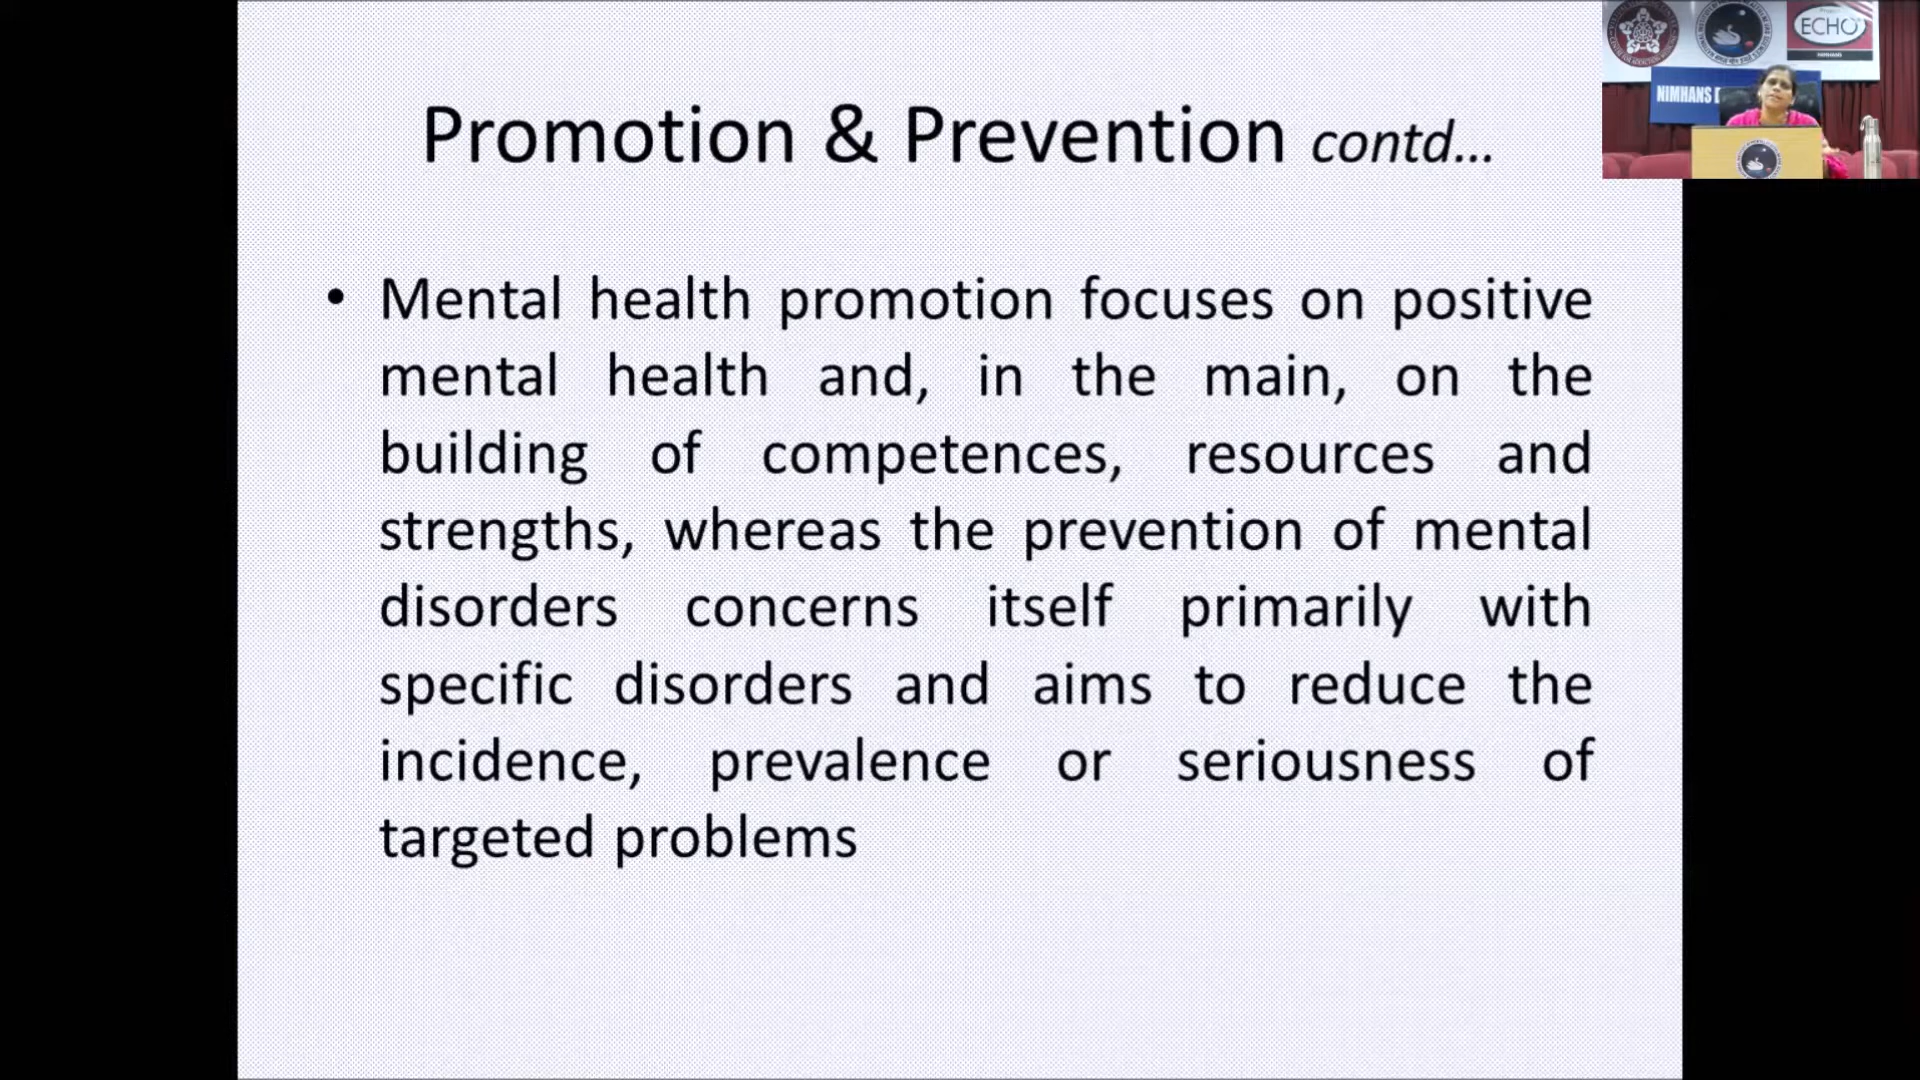 Promotion & Prevention contd...
ECHO
NIMHANS
• Mental health promotion focuses on positive
mental health and, in the main, on the
building of competences, resources and
strengths, whereas the prevention of mental
disorders concerns itself primarily with
specific disorders and aims to reduce the
incidence, prevalence or seriousness of
targeted problems